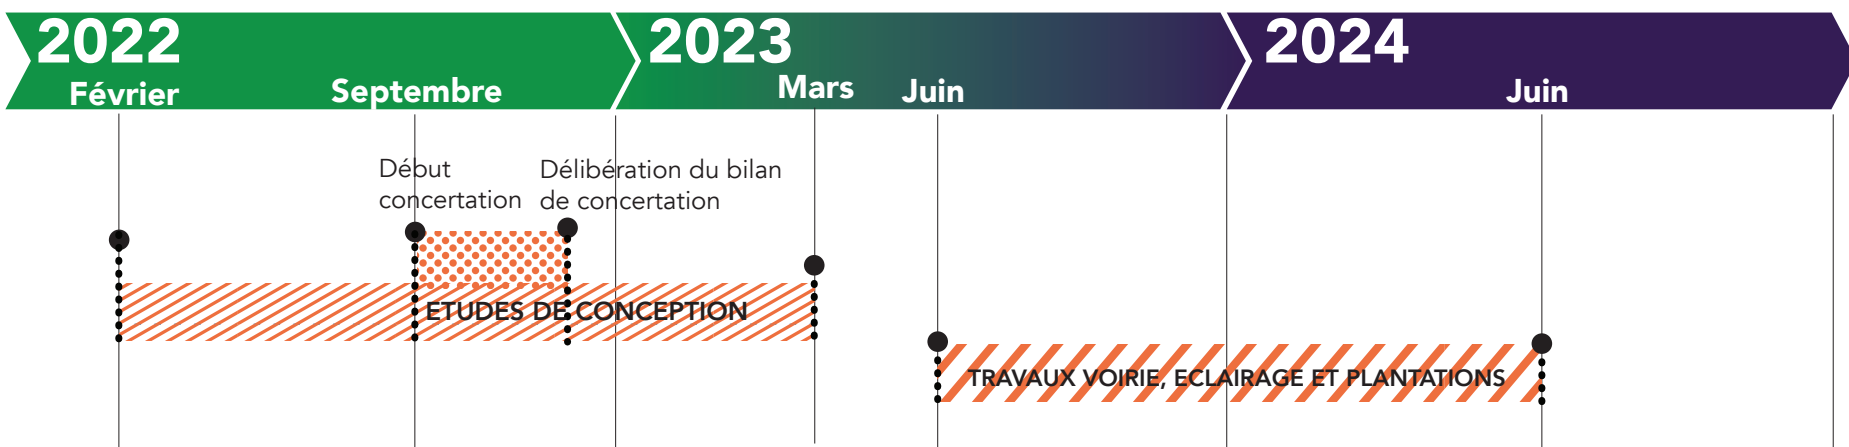 2022
2023
2024
Février
Septembre
Mars
Juin
Juin
Début
concertation
Délibération du bilan
de concertation
ETUDES DE CONCEPTION
TRAVAUX VOIRIE, ECLAIRAGE ET PLANTATIONS